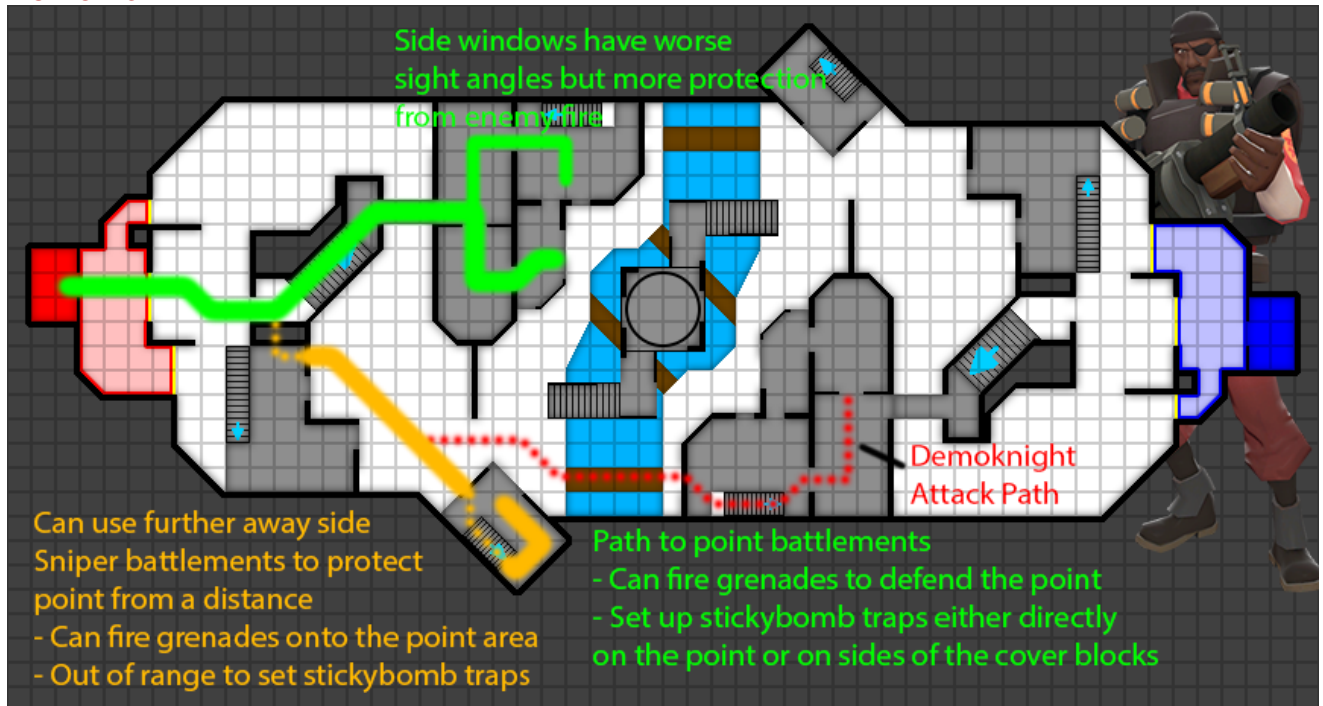 Side windows have worse
sight angles but more protection
from enemy fire
Demoknight
Attack Path
Can use further away side
Sniper battlements to protect
point from a distance
- Can fire grenades onto the point area
- Out of range to set stickybomb traps
Path to point battlements
- Can fire grenades to defend the point
- Set up stickybomb traps either directly
on the point or on sides of the cover blocks